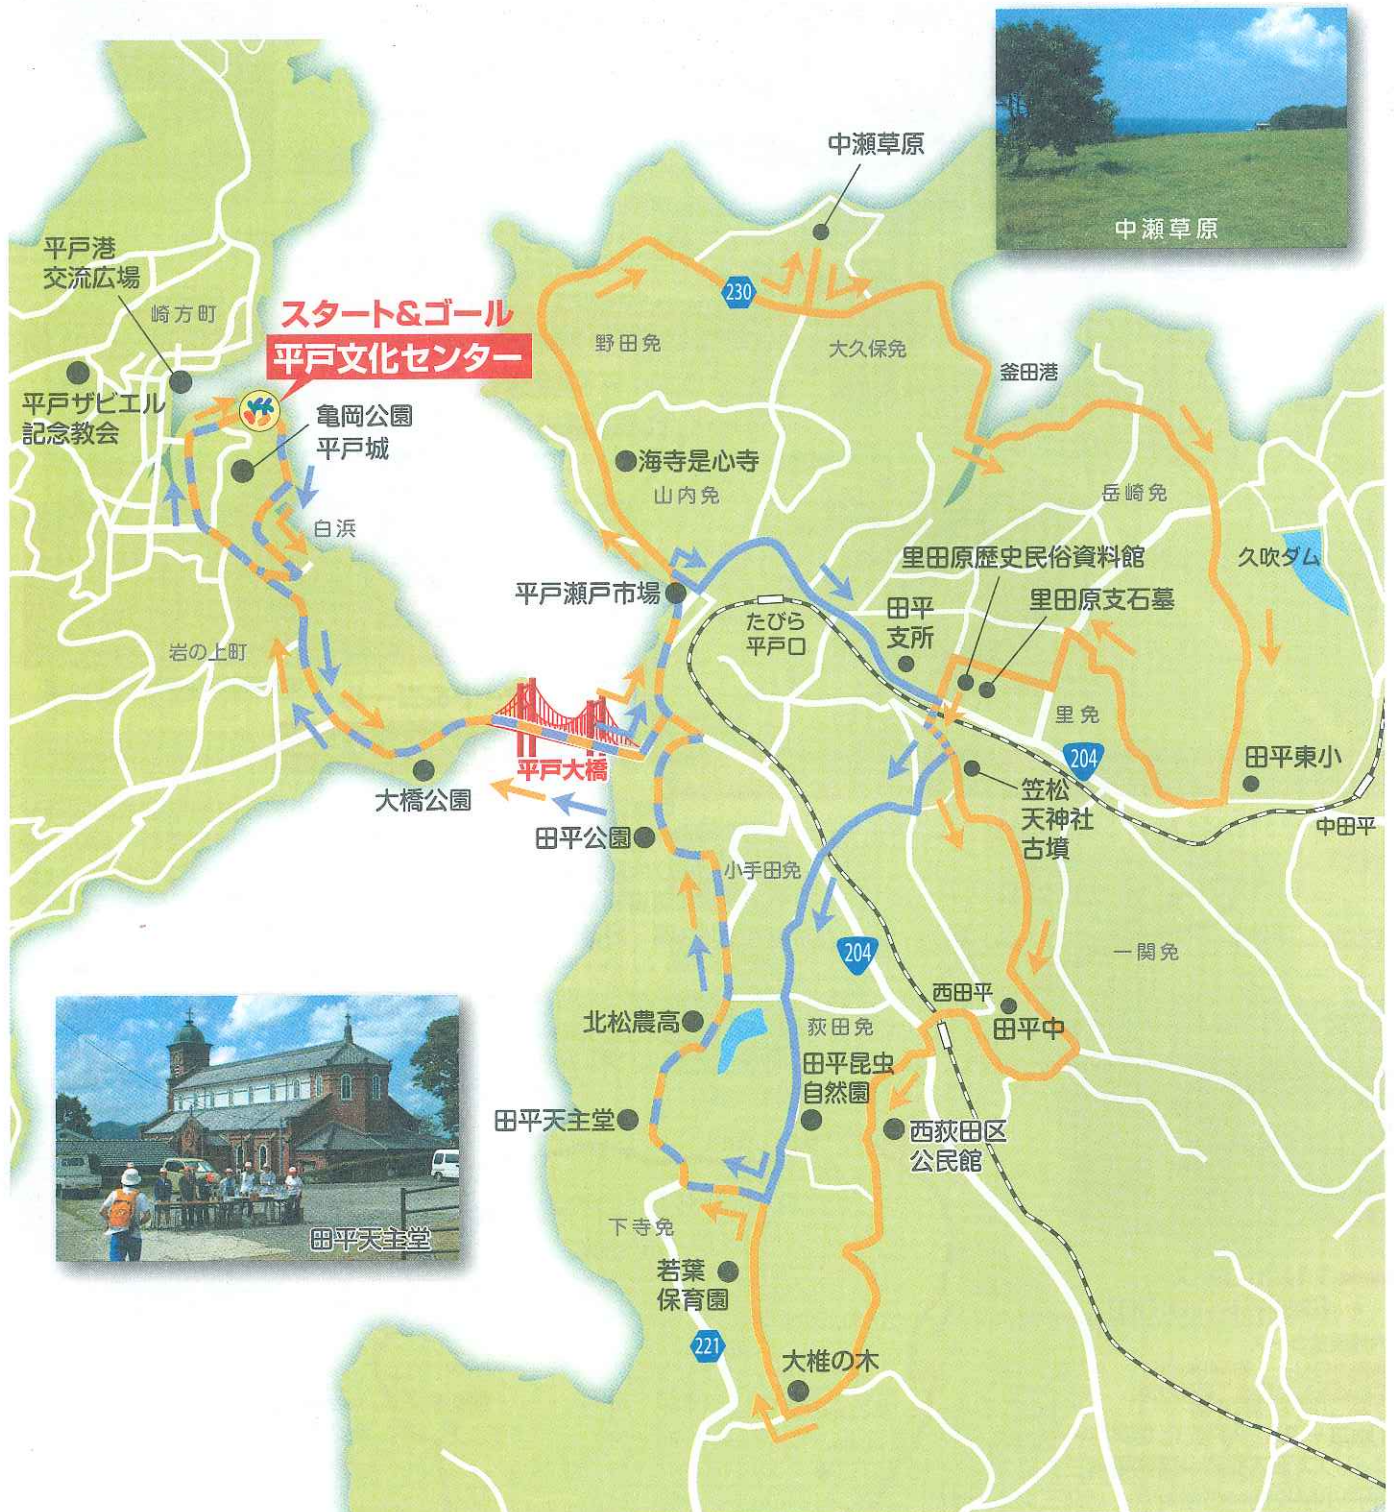 中瀬草原
中瀬草原
平戸港
交流広場
崎方町
スタート&ゴール
平戸文化センター
230
野田免
大久保免
釜田港
平戸ザビエル
記念教会
亀岡公園
平戸城
海寺是心寺
山内免
岳崎免
白浜
久吹ダム
里田原歴史民俗資料館
平戸瀬戸市場
里田原支石墓
たびら
平戸口
田平
支所
岩の上町
里免
204
田平東小
平戸大橋
大橋公園
笠松
天神社
古墳
中田平
田平公園
小手田免
204
一関免
西田平
北松農高
荻田免
田平中
田平昆虫
自然園
田平天主堂
西荻田区
公民館
田平天主堂
下寺免
若葉
保育園
221
大椎の木